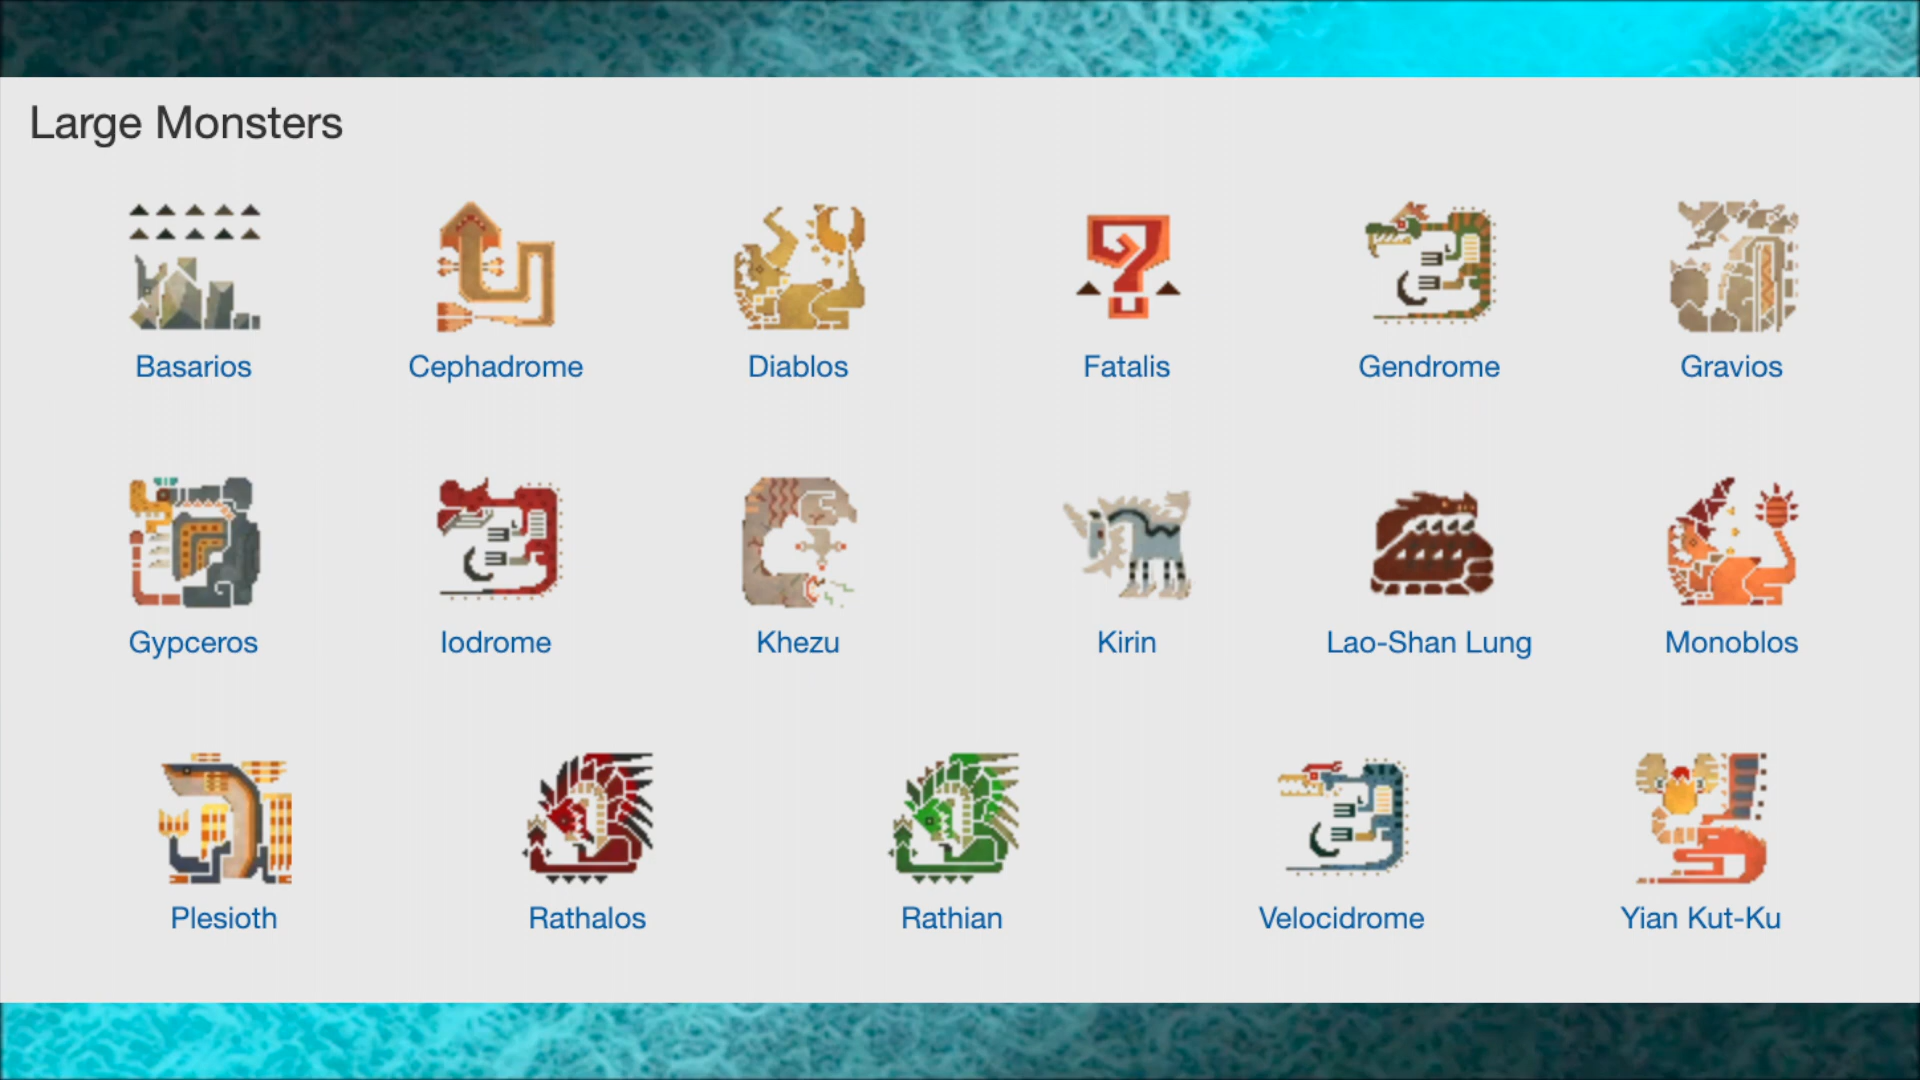 Large Monsters
Basarios
Cephadrome
Diablos
Fatalis
Gendrome
Gravios
Gypceros
Iodrome
Khezu
Kirin
Lao-Shan Lung
Monoblos
Plesioth
Rathalos
Rathian
Velocidrome
Yian Kut-Ku